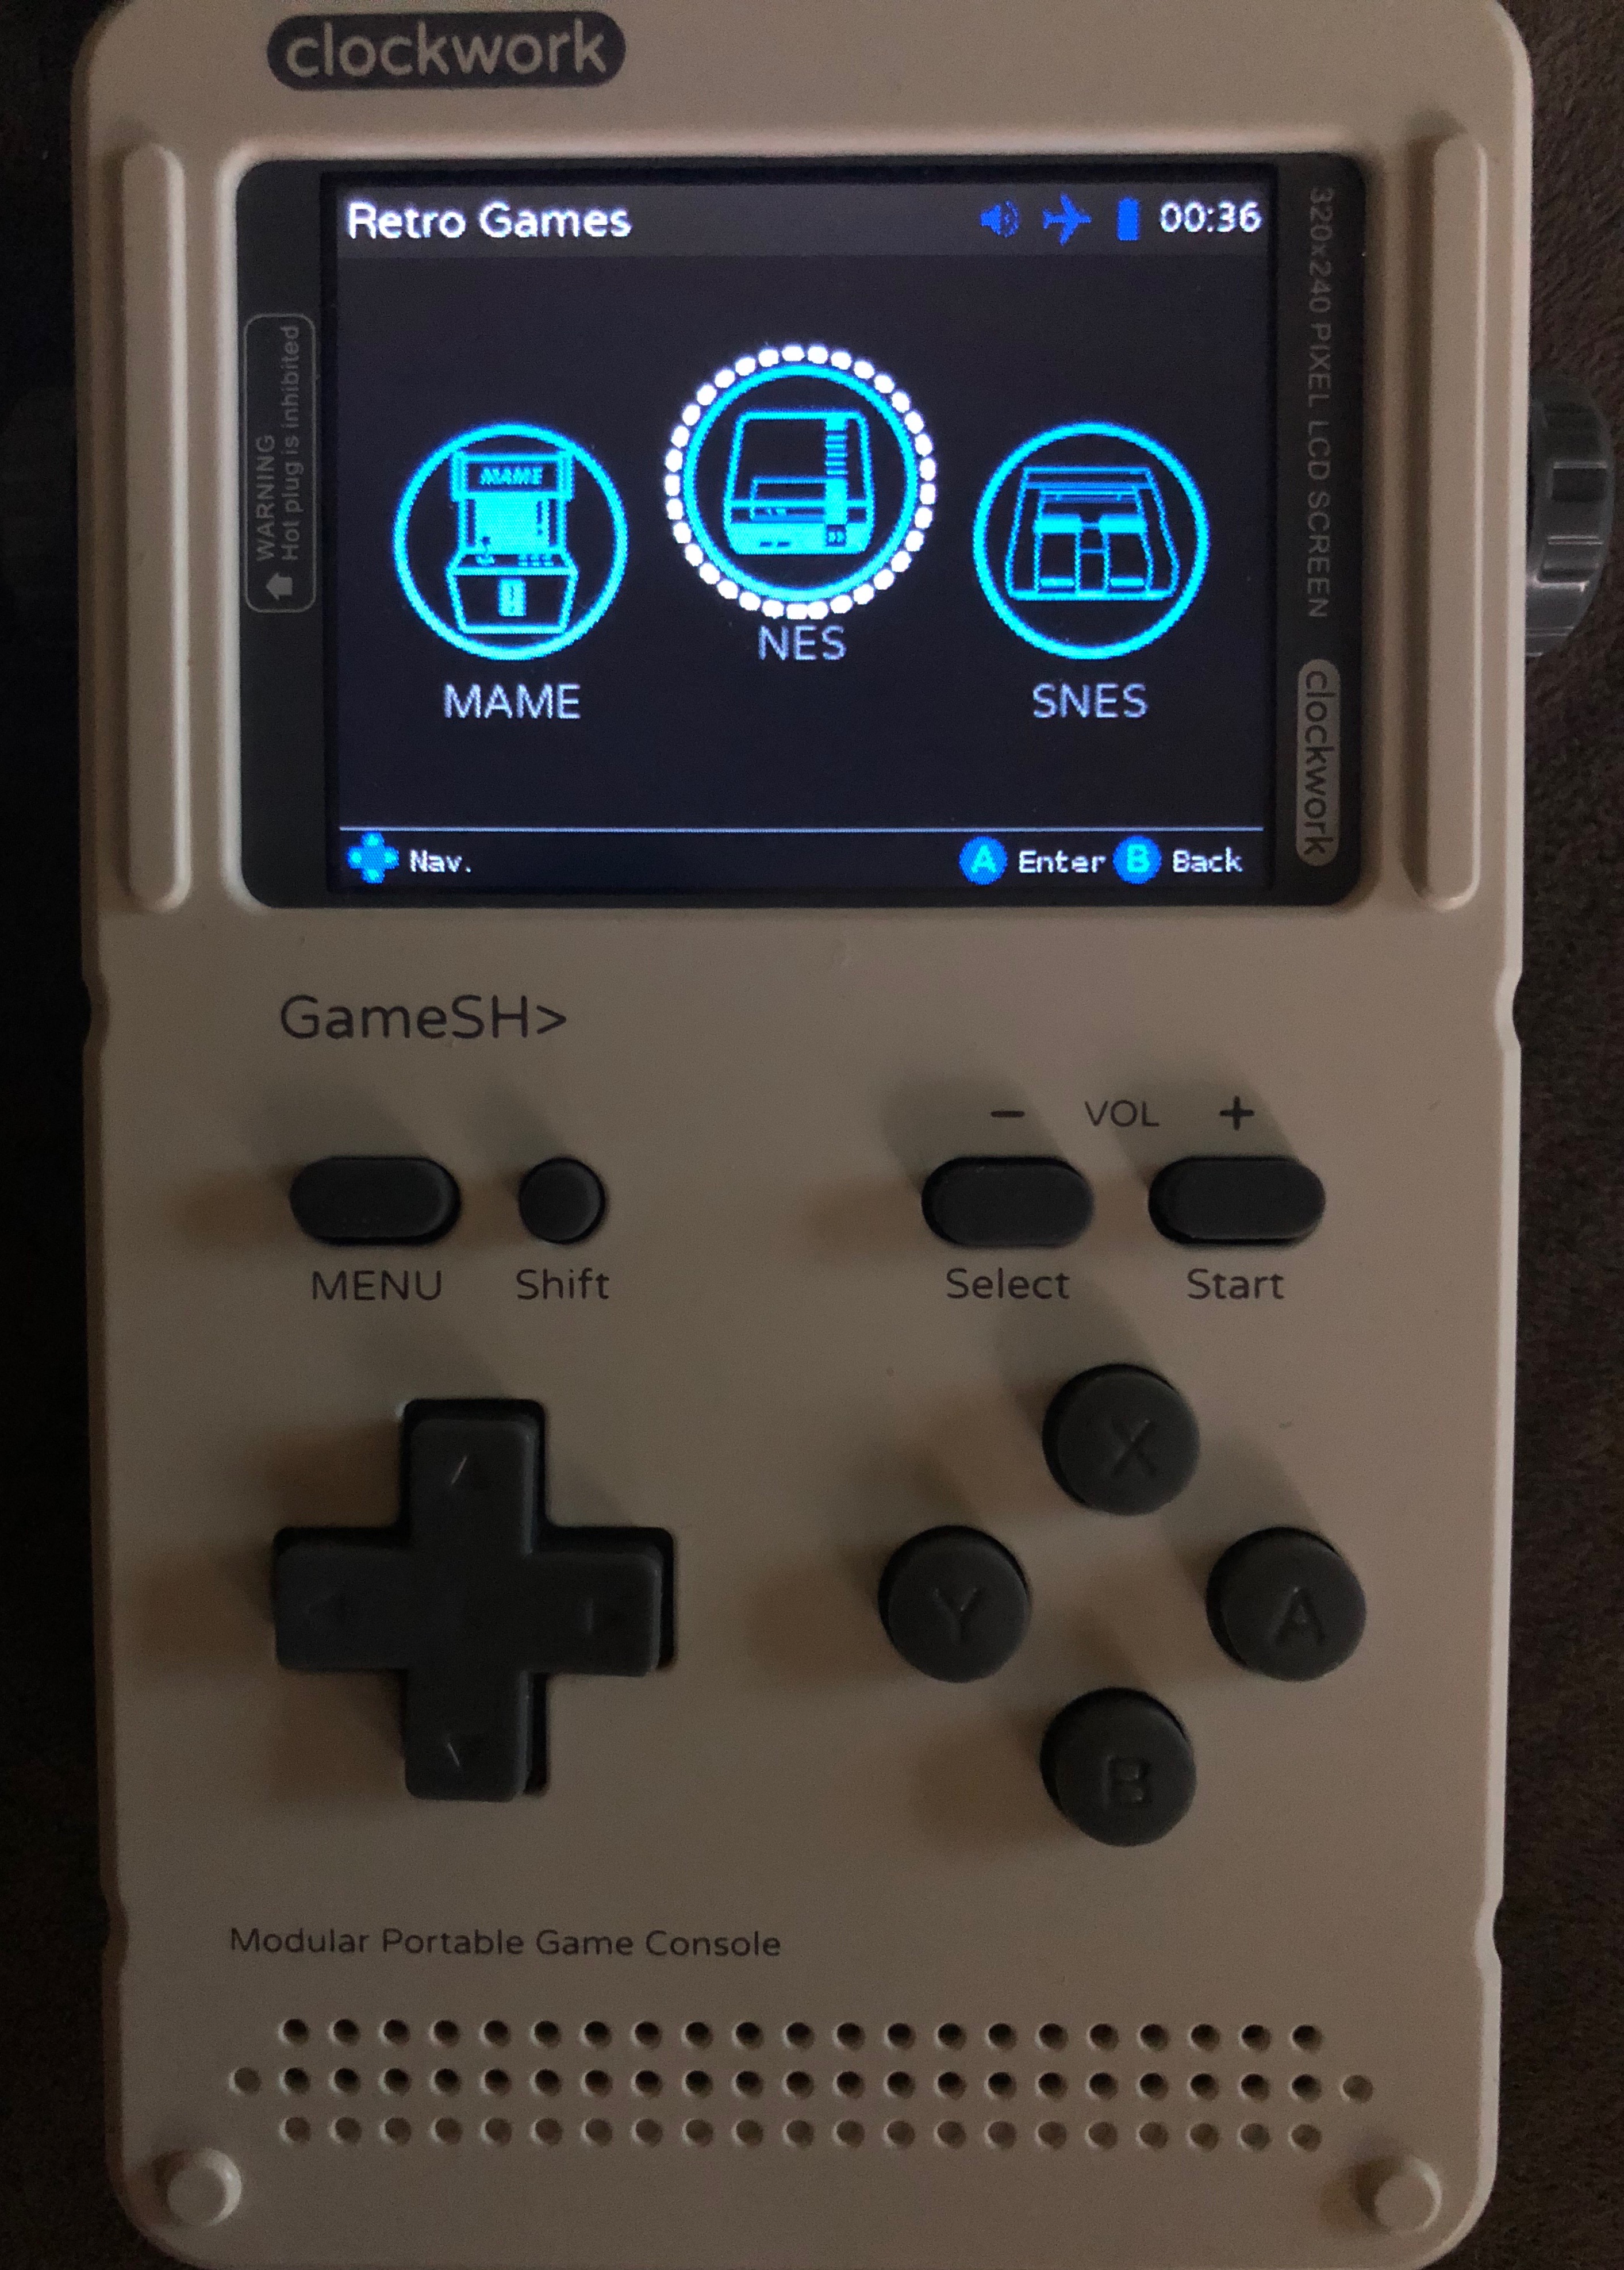 clockwork
Retro Games 00:36
WARNING
Hot plug is inhibited
320x240 PIXEL LCD SCREEN clockwork
MAME
NES
MAME
SNES
Nav. A Enter B Back
GameSH>
− VOL +
MENU Shift Select Start
X
Y A
B
Modular Portable Game Console